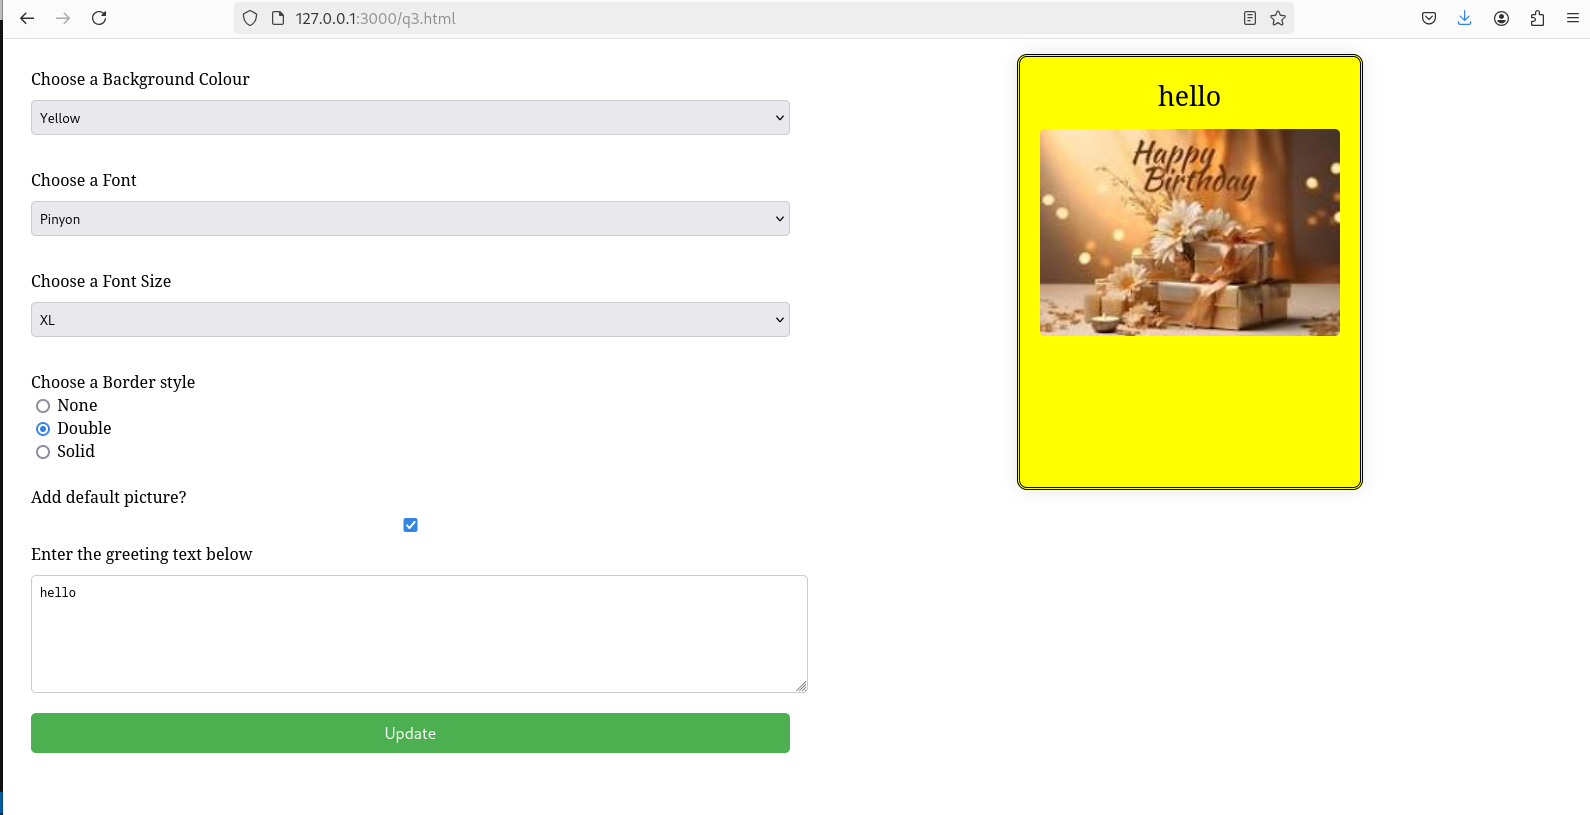 127.0.0.1:3000/q3.html
Choose a Background Colour
Yellow
Choose a Font
Pinyon
Choose a Font Size
XL
Choose a Border style
None
Double
Solid
Add default picture?
Enter the greeting text below
hello
Update
hello
Happy
Birthday